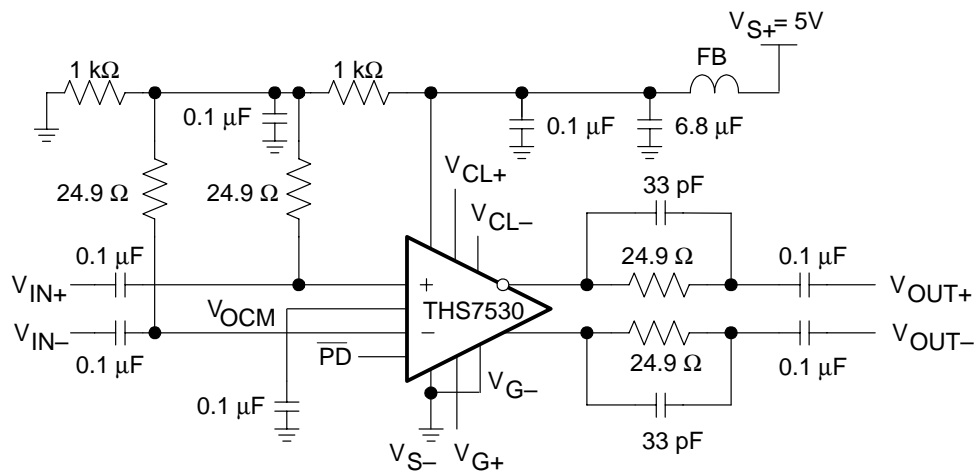 V_S+ = 5V
FB
1 kΩ
1 kΩ
0.1 μF
0.1 μF
6.8 μF
24.9 Ω
24.9 Ω
V_CL+
33 pF
V_CL–
0.1 μF
24.9 Ω
0.1 μF
V_IN+
+
V_OUT+
V_OCM
THS7530
V_IN–
–
V_OUT–
0.1 μF
P̅D̅
24.9 Ω
0.1 μF
V_G–
0.1 μF
33 pF
V_S–
V_G+